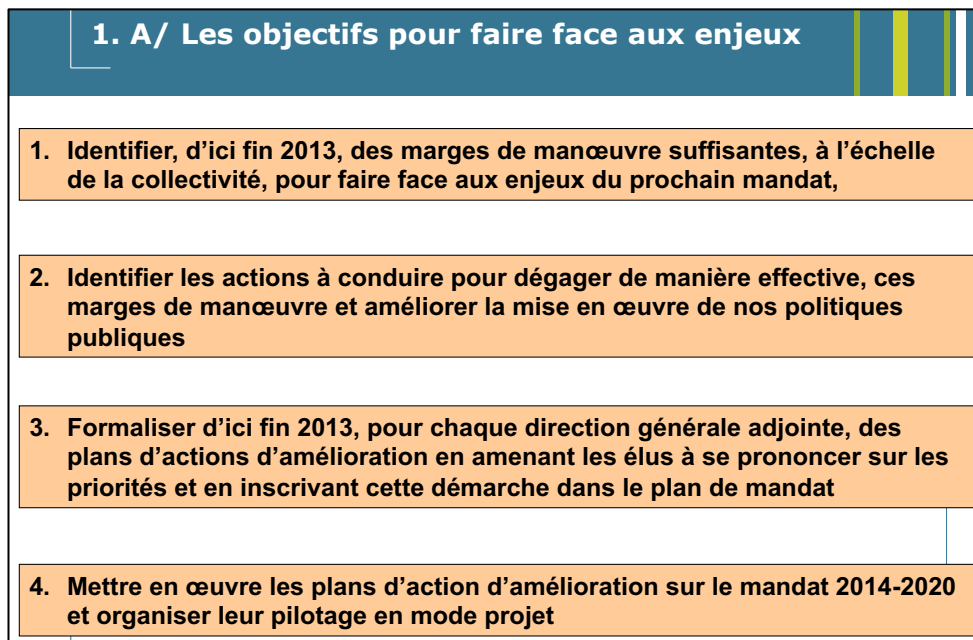 1. A/ Les objectifs pour faire face aux enjeux
1. Identifier, d’ici fin 2013, des marges de manœuvre suffisantes, à l’échelle
de la collectivité, pour faire face aux enjeux du prochain mandat,
2. Identifier les actions à conduire pour dégager de manière effective, ces
marges de manœuvre et améliorer la mise en œuvre de nos politiques
publiques
3. Formaliser d’ici fin 2013, pour chaque direction générale adjointe, des
plans d’actions d’amélioration en amenant les élus à se prononcer sur les
priorités et en inscrivant cette démarche dans le plan de mandat
4. Mettre en œuvre les plans d’action d’amélioration sur le mandat 2014-2020
et organiser leur pilotage en mode projet